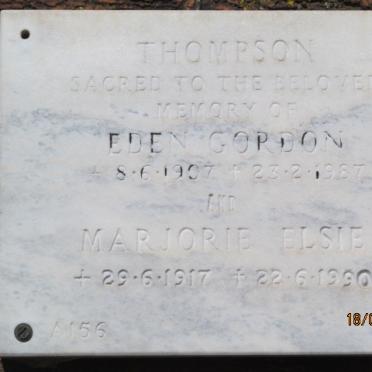 THOMPSON
SACRED TO THE BELOVED
MEMORY OF
EDEN GORDON
+ 8·6·1907 + 23·2·1987
AND
MARJORIE ELSIE
+ 29·6·1917 + 22·6·1990
A156
18/0